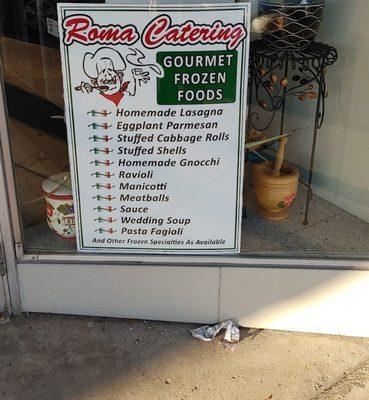 Roma Catering
GOURMET
FROZEN
FOODS
Homemade Lasagna
Eggplant Parmesan
Stuffed Cabbage Rolls
Stuffed Shells
Homemade Gnocchi
Ravioli
Manicotti
Meatballs
Sauce
Wedding Soup
Pasta Fagioli
And Other Frozen Specialties As Available